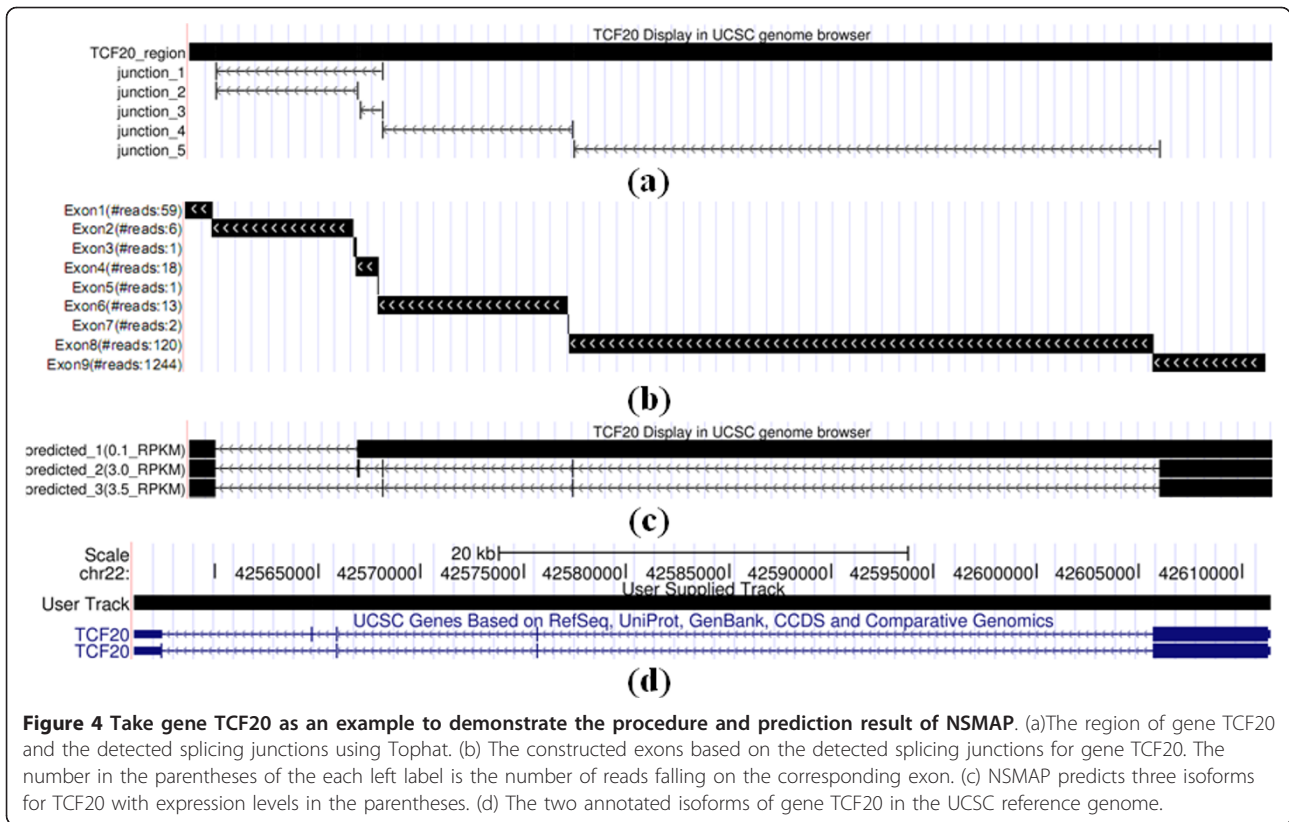 TCF20 Display in UCSC genome browser
TCF20_region
junction_1
junction_2
junction_3
junction_4
junction_5
(a)
Exon1(#reads:59)
Exon2(#reads:6)
Exon3(#reads:1)
Exon4(#reads:18)
Exon5(#reads:1)
Exon6(#reads:13)
Exon7(#reads:2)
Exon8(#reads:120)
Exon9(#reads:1244)
(b)
TCF20 Display in UCSC genome browser
predicted_1(0.1_RPKM)
predicted_2(3.0_RPKM)
predicted_3(3.5_RPKM)
(c)
Scale 20 kb
chr22: 42565000 42570000 42575000 42580000 42585000 42590000 42595000 42600000 42605000 42610000
User Supplied Track
User Track
UCSC Genes Based on RefSeq, UniProt, GenBank, CCDS and Comparative Genomics
TCF20
TCF20
(d)
Figure 4 Take gene TCF20 as an example to demonstrate the procedure and prediction result of NSMAP. (a)The region of gene TCF20
and the detected splicing junctions using Tophat. (b) The constructed exons based on the detected splicing junctions for gene TCF20. The
number in the parentheses of the each left label is the number of reads falling on the corresponding exon. (c) NSMAP predicts three isoforms
for TCF20 with expression levels in the parentheses. (d) The two annotated isoforms of gene TCF20 in the UCSC reference genome.